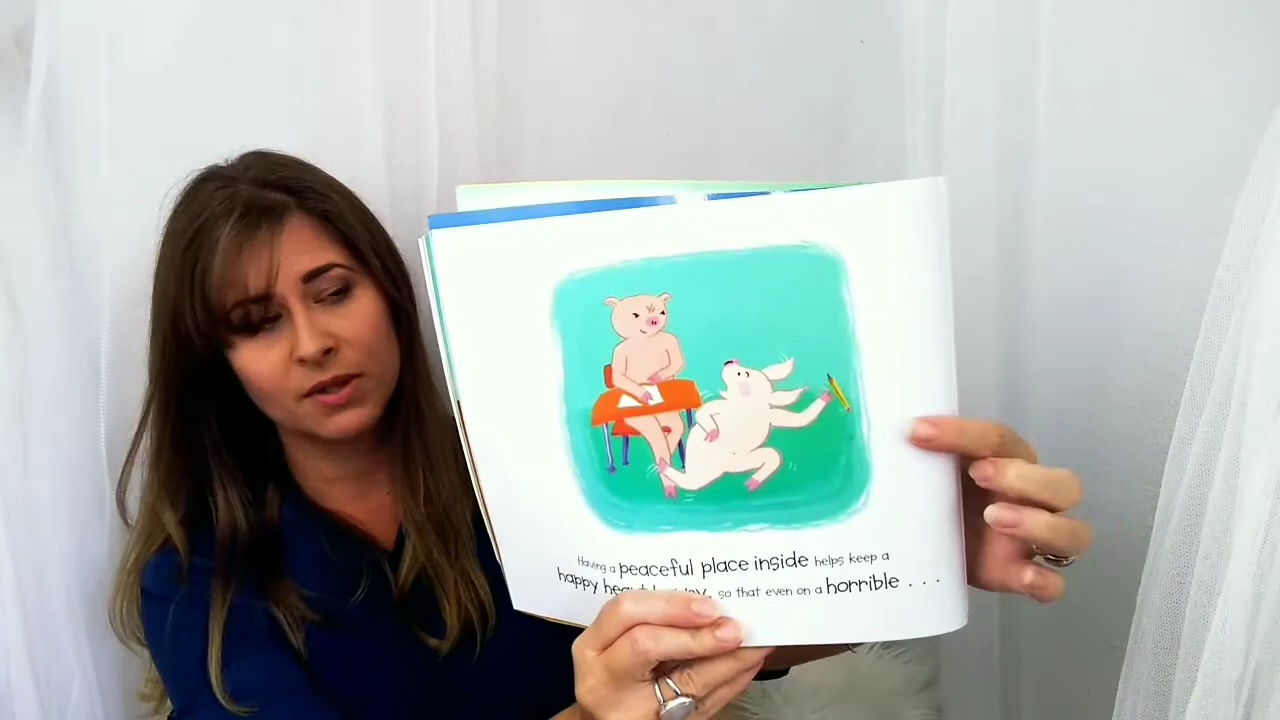 Having a peaceful place inside helps keep a
happy so that even on a horrible . . .